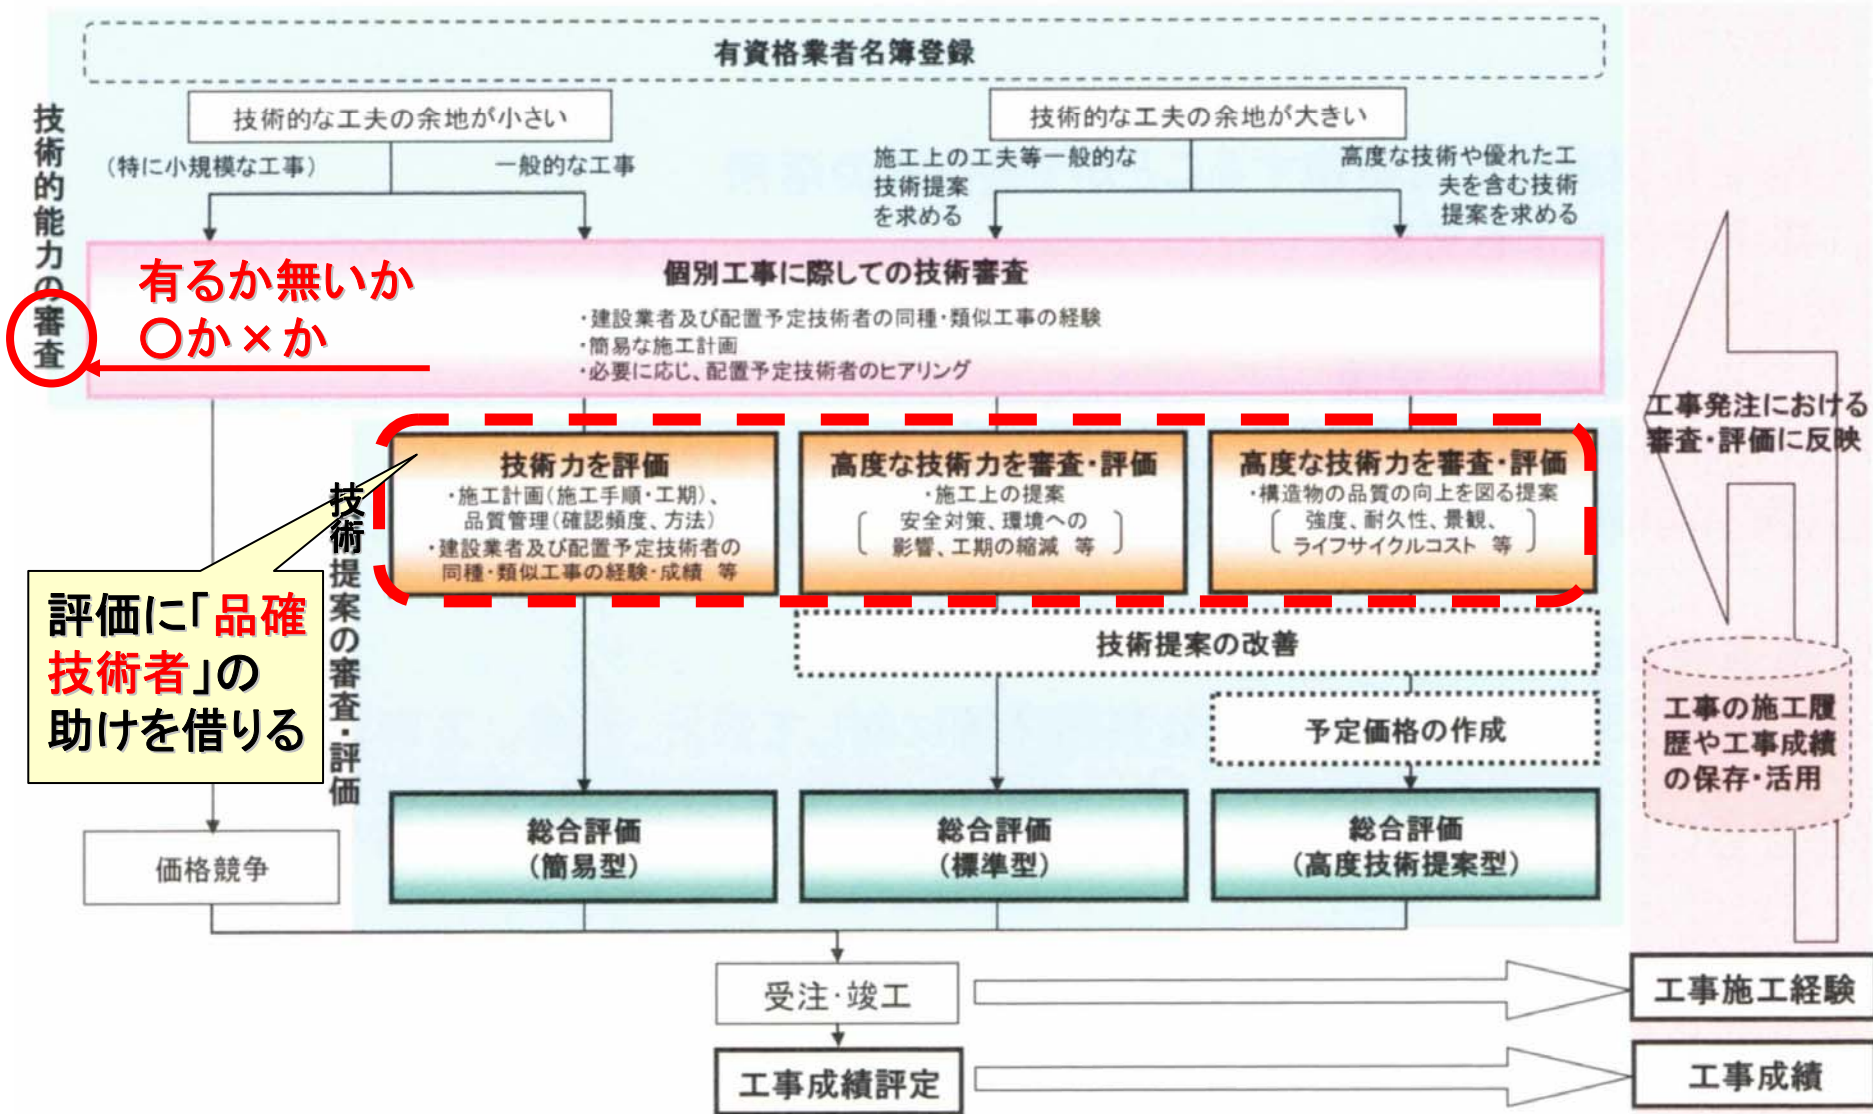 有資格業者名簿登録
技術的能力の審査
技術的な工夫の余地が小さい
技術的な工夫の余地が大きい
(特に小規模な工事)
一般的な工事
施工上の工夫等一般的な
技術提案
を求める
高度な技術や優れた工
夫を含む技術
提案を求める
有るか無いか
〇か×か
個別工事に際しての技術審査
・建設業者及び配置予定技術者の同種・類似工事の経験
・簡易な施工計画
・必要に応じ、配置予定技術者のヒアリング
技術提案の審査・評価
技術力を評価
・施工計画(施工手順・工期)、
品質管理(確認頻度、方法)
・建設業者及び配置予定技術者の
同種・類似工事の経験・成績 等
高度な技術力を審査・評価
・施工上の提案
安全対策、環境への
影響、工期の縮減 等
高度な技術力を審査・評価
・構造物の品質の向上を図る提案
強度、耐久性、景観、
ライフサイクルコスト 等
評価に「品確
技術者」の
助けを借りる
技術提案の改善
予定価格の作成
価格競争
総合評価
(簡易型)
総合評価
(標準型)
総合評価
(高度技術提案型)
受注・竣工
工事成績評定
工事発注における
審査・評価に反映
工事の施工履
歴や工事成績
の保存・活用
工事施工経験
工事成績